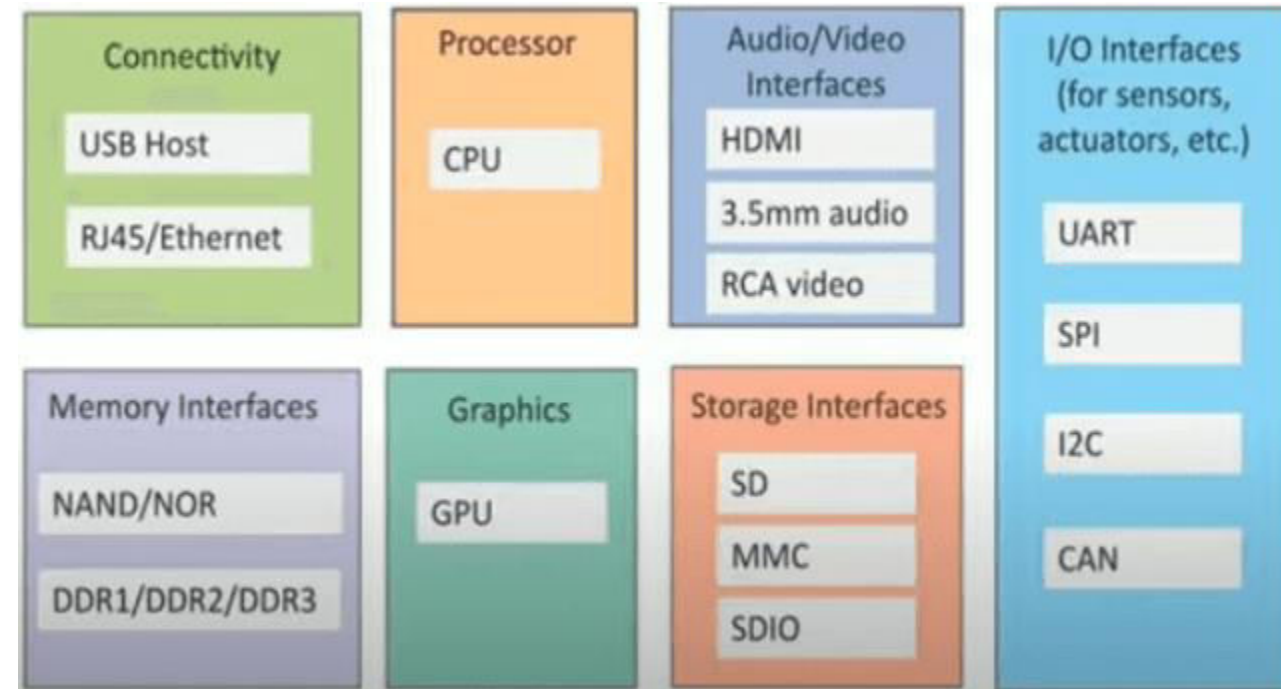 Connectivity
USB Host
RJ45/Ethernet
Processor
CPU
Audio/Video
Interfaces
HDMI
3.5mm audio
RCA video
I/O Interfaces
(for sensors,
actuators, etc.)
UART
SPI
I2C
CAN
Memory Interfaces
NAND/NOR
DDR1/DDR2/DDR3
Graphics
GPU
Storage Interfaces
SD
MMC
SDIO